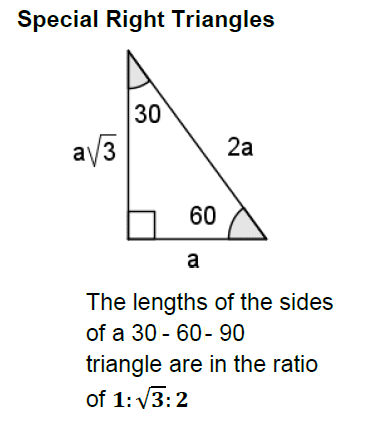 Special Right Triangles
30
a√3
2a
60
a
The lengths of the sides
of a 30 - 60- 90
triangle are in the ratio
of 1: √3: 2